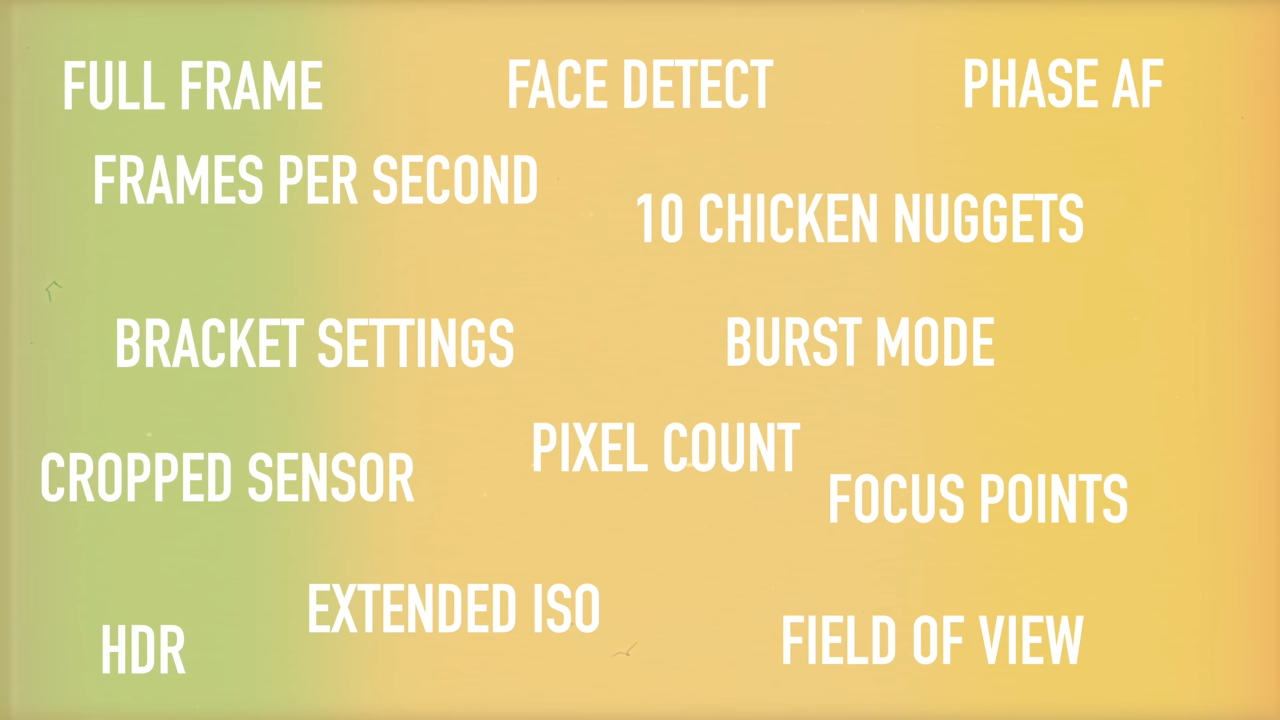 FULL FRAME
FACE DETECT
PHASE AF
FRAMES PER SECOND
10 CHICKEN NUGGETS
BRACKET SETTINGS
BURST MODE
PIXEL COUNT
CROPPED SENSOR
FOCUS POINTS
EXTENDED ISO
HDR
FIELD OF VIEW